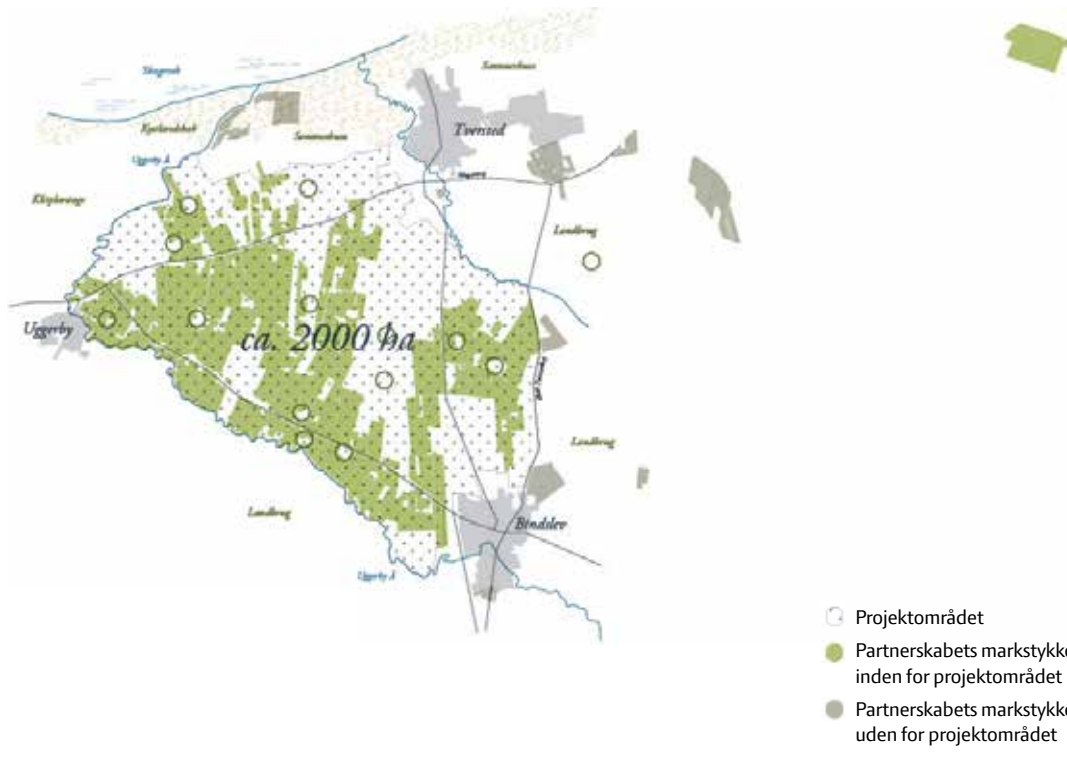 Skagerak
Sommerhuse
Tversted
Sommerhuse
Uggerby Å
Klitplantage
Landbrug
ca. 2000 ha
Uggerby
Landbrug
Landbrug
Bindslev
Uggerby Å
Projektområdet
Partnerskabets markstykke
inden for projektområdet
Partnerskabets markstykke
uden for projektområdet